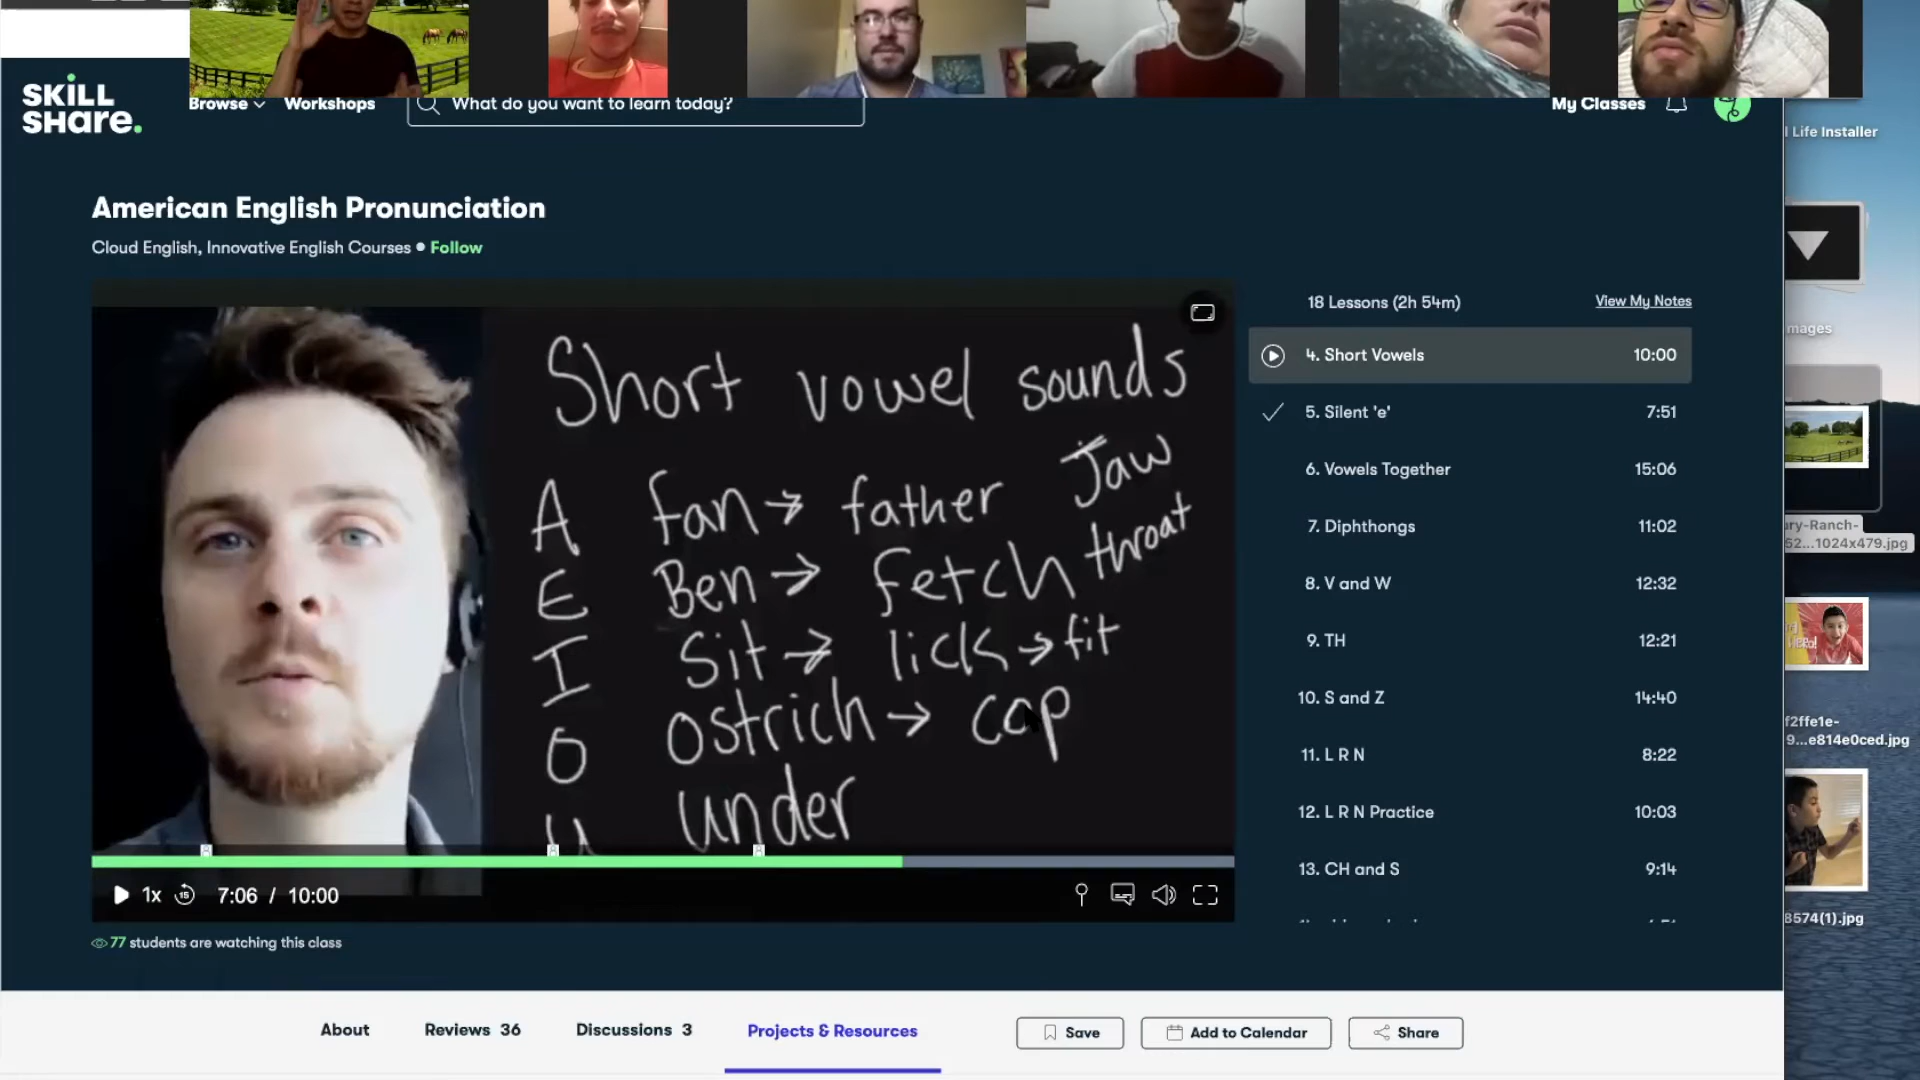 SKILL
SHare.
Browse
Workshops
What do you want to learn today?
My Classes
American English Pronunciation
Cloud English, Innovative English Courses • Follow
Short vowel sounds
Jaw
throat
A fan → father
E Ben → fetch
I Sit → lick → fit
O Ostrich → cop
U under
15
1x
7:06 / 10:00
77 students are watching this class
18 Lessons (2h 54m)
View My Notes
4. Short Vowels 10:00
5. Silent 'e' 7:51
6. Vowels Together 15:06
7. Diphthongs 11:02
8. V and W 12:32
9. TH 12:21
10. S and Z 14:40
11. L R N 8:22
12. L R N Practice 10:03
13. CH and S 9:14
About
Reviews 36
Discussions 3
Projects & Resources
Save
Add to Calendar
Share
l Life Installer
mages
ury-Ranch-
52...1024x479.jpg
f2ffe1e-
9...e814e0ced.jpg
8574(1).jpg